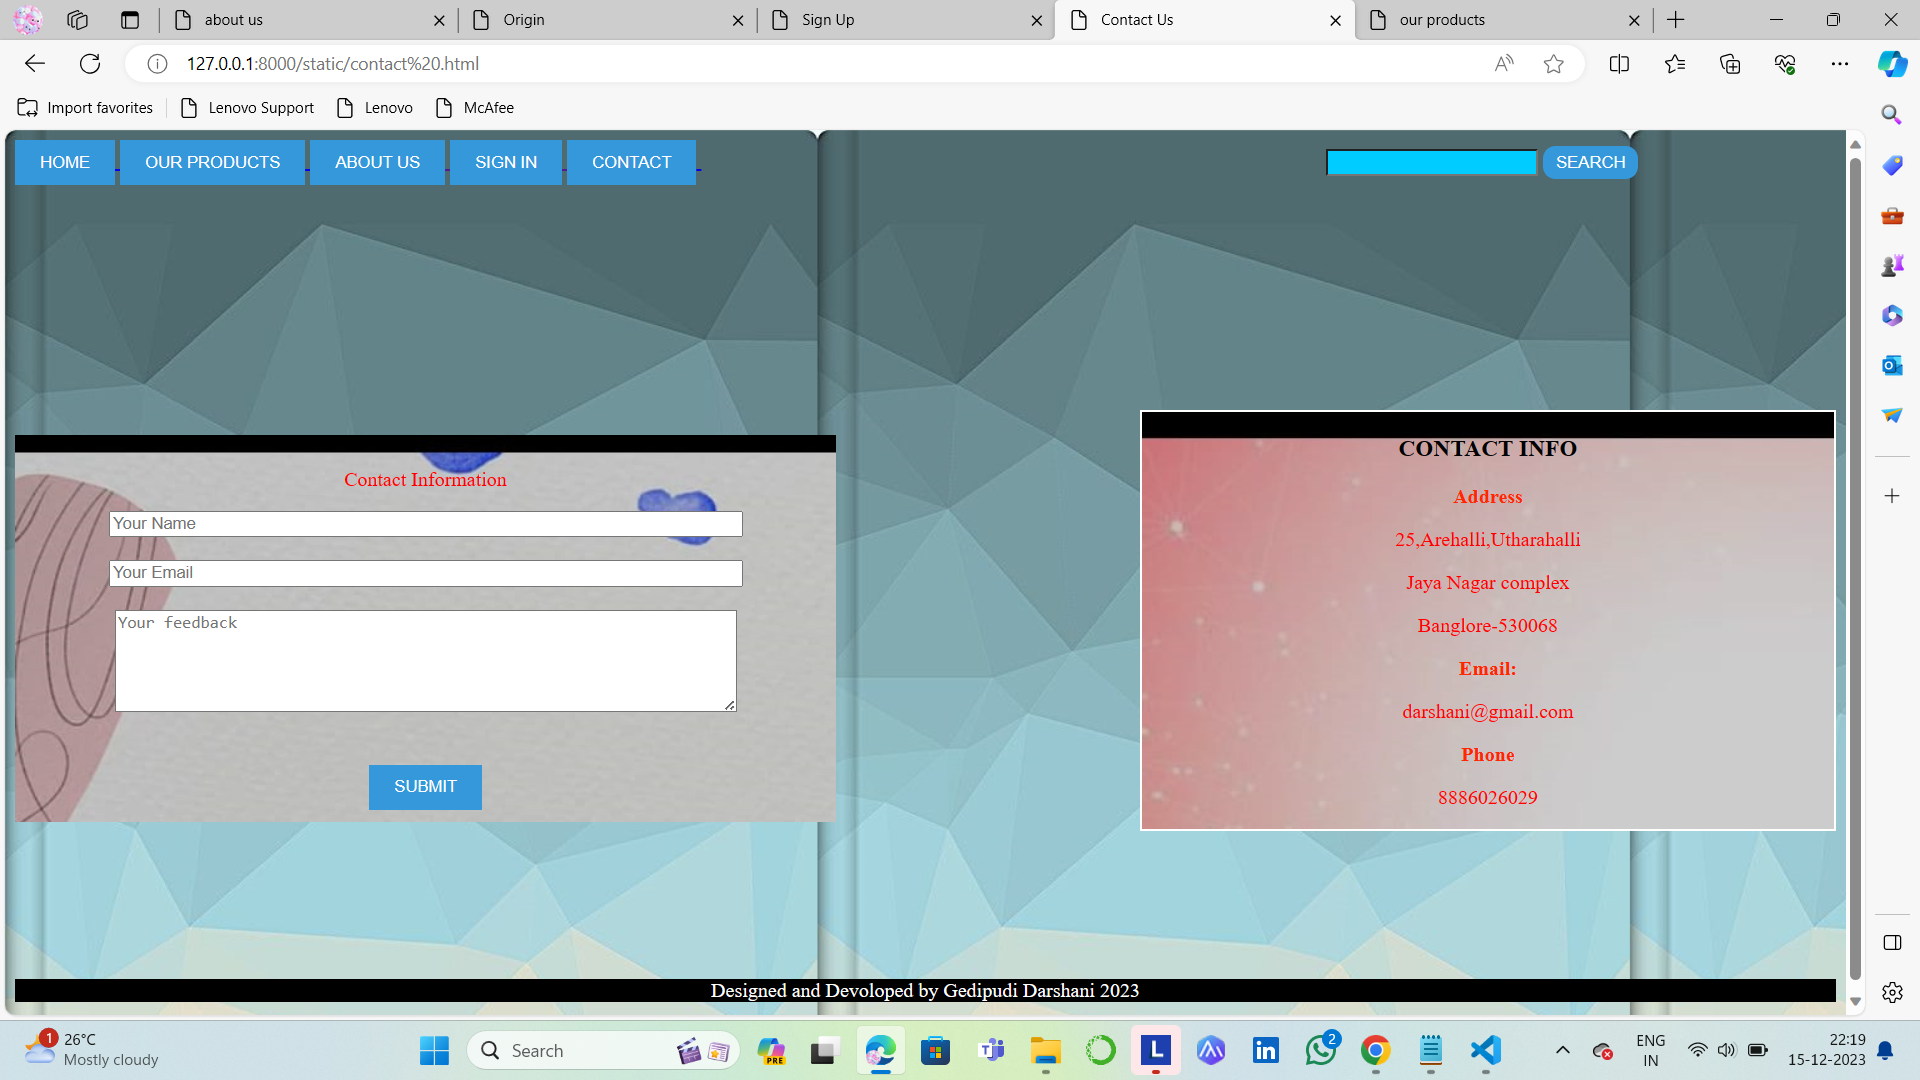 about us
Origin
Sign Up
Contact Us
our products
127.0.0.1:8000/static/contact%20.html
Import favorites
Lenovo Support
Lenovo
McAfee
HOME
OUR PRODUCTS
ABOUT US
SIGN IN
CONTACT
SEARCH
Contact Information
Your Name
Your Email
Your feedback
SUBMIT
CONTACT INFO
Address
25,Arehalli,Utharahalli
Jaya Nagar complex
Banglore-530068
Email:
darshani@gmail.com
Phone
8886026029
Designed and Devoloped by Gedipudi Darshani 2023
1
26°C
Mostly cloudy
Search
PRE
L
in
2
ENG
IN
22:19
15-12-2023